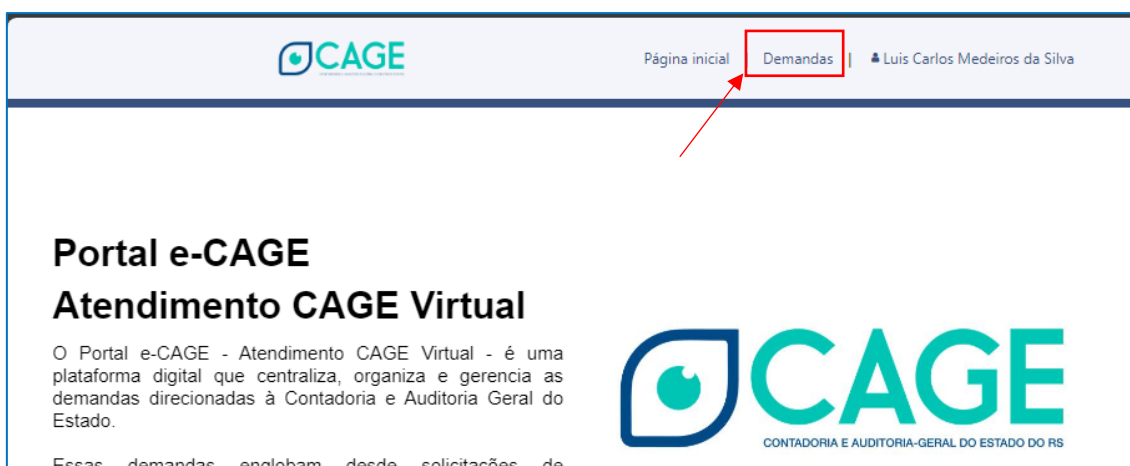 CAGE
Página inicial | Demandas | Luis Carlos Medeiros da Silva
Portal e-CAGE
Atendimento CAGE Virtual
O Portal e-CAGE - Atendimento CAGE Virtual - é uma
plataforma digital que centraliza, organiza e gerencia as
demandas direcionadas à Contadoria e Auditoria Geral do
Estado.
Essas demandas englobam desde solicitações de
CAGE
CONTADORIA E AUDITORIA-GERAL DO ESTADO DO RS